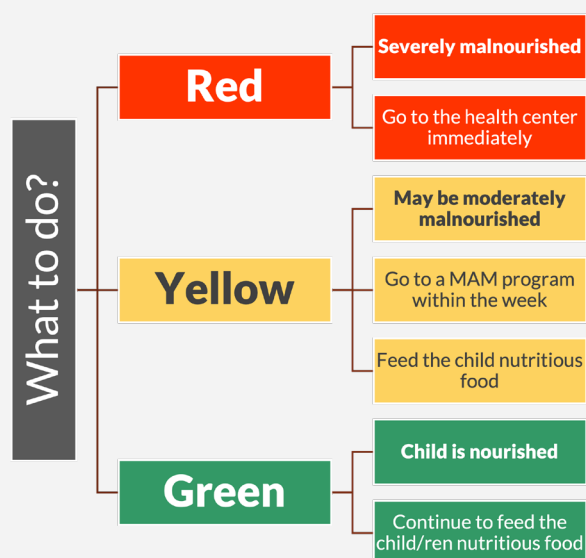 What to do?
Red
Severely malnourished
Go to the health center
immediately
Yellow
May be moderately
malnourished
Go to a MAM program
within the week
Feed the child nutritious
food
Green
Child is nourished
Continue to feed the
child/ren nutritious food